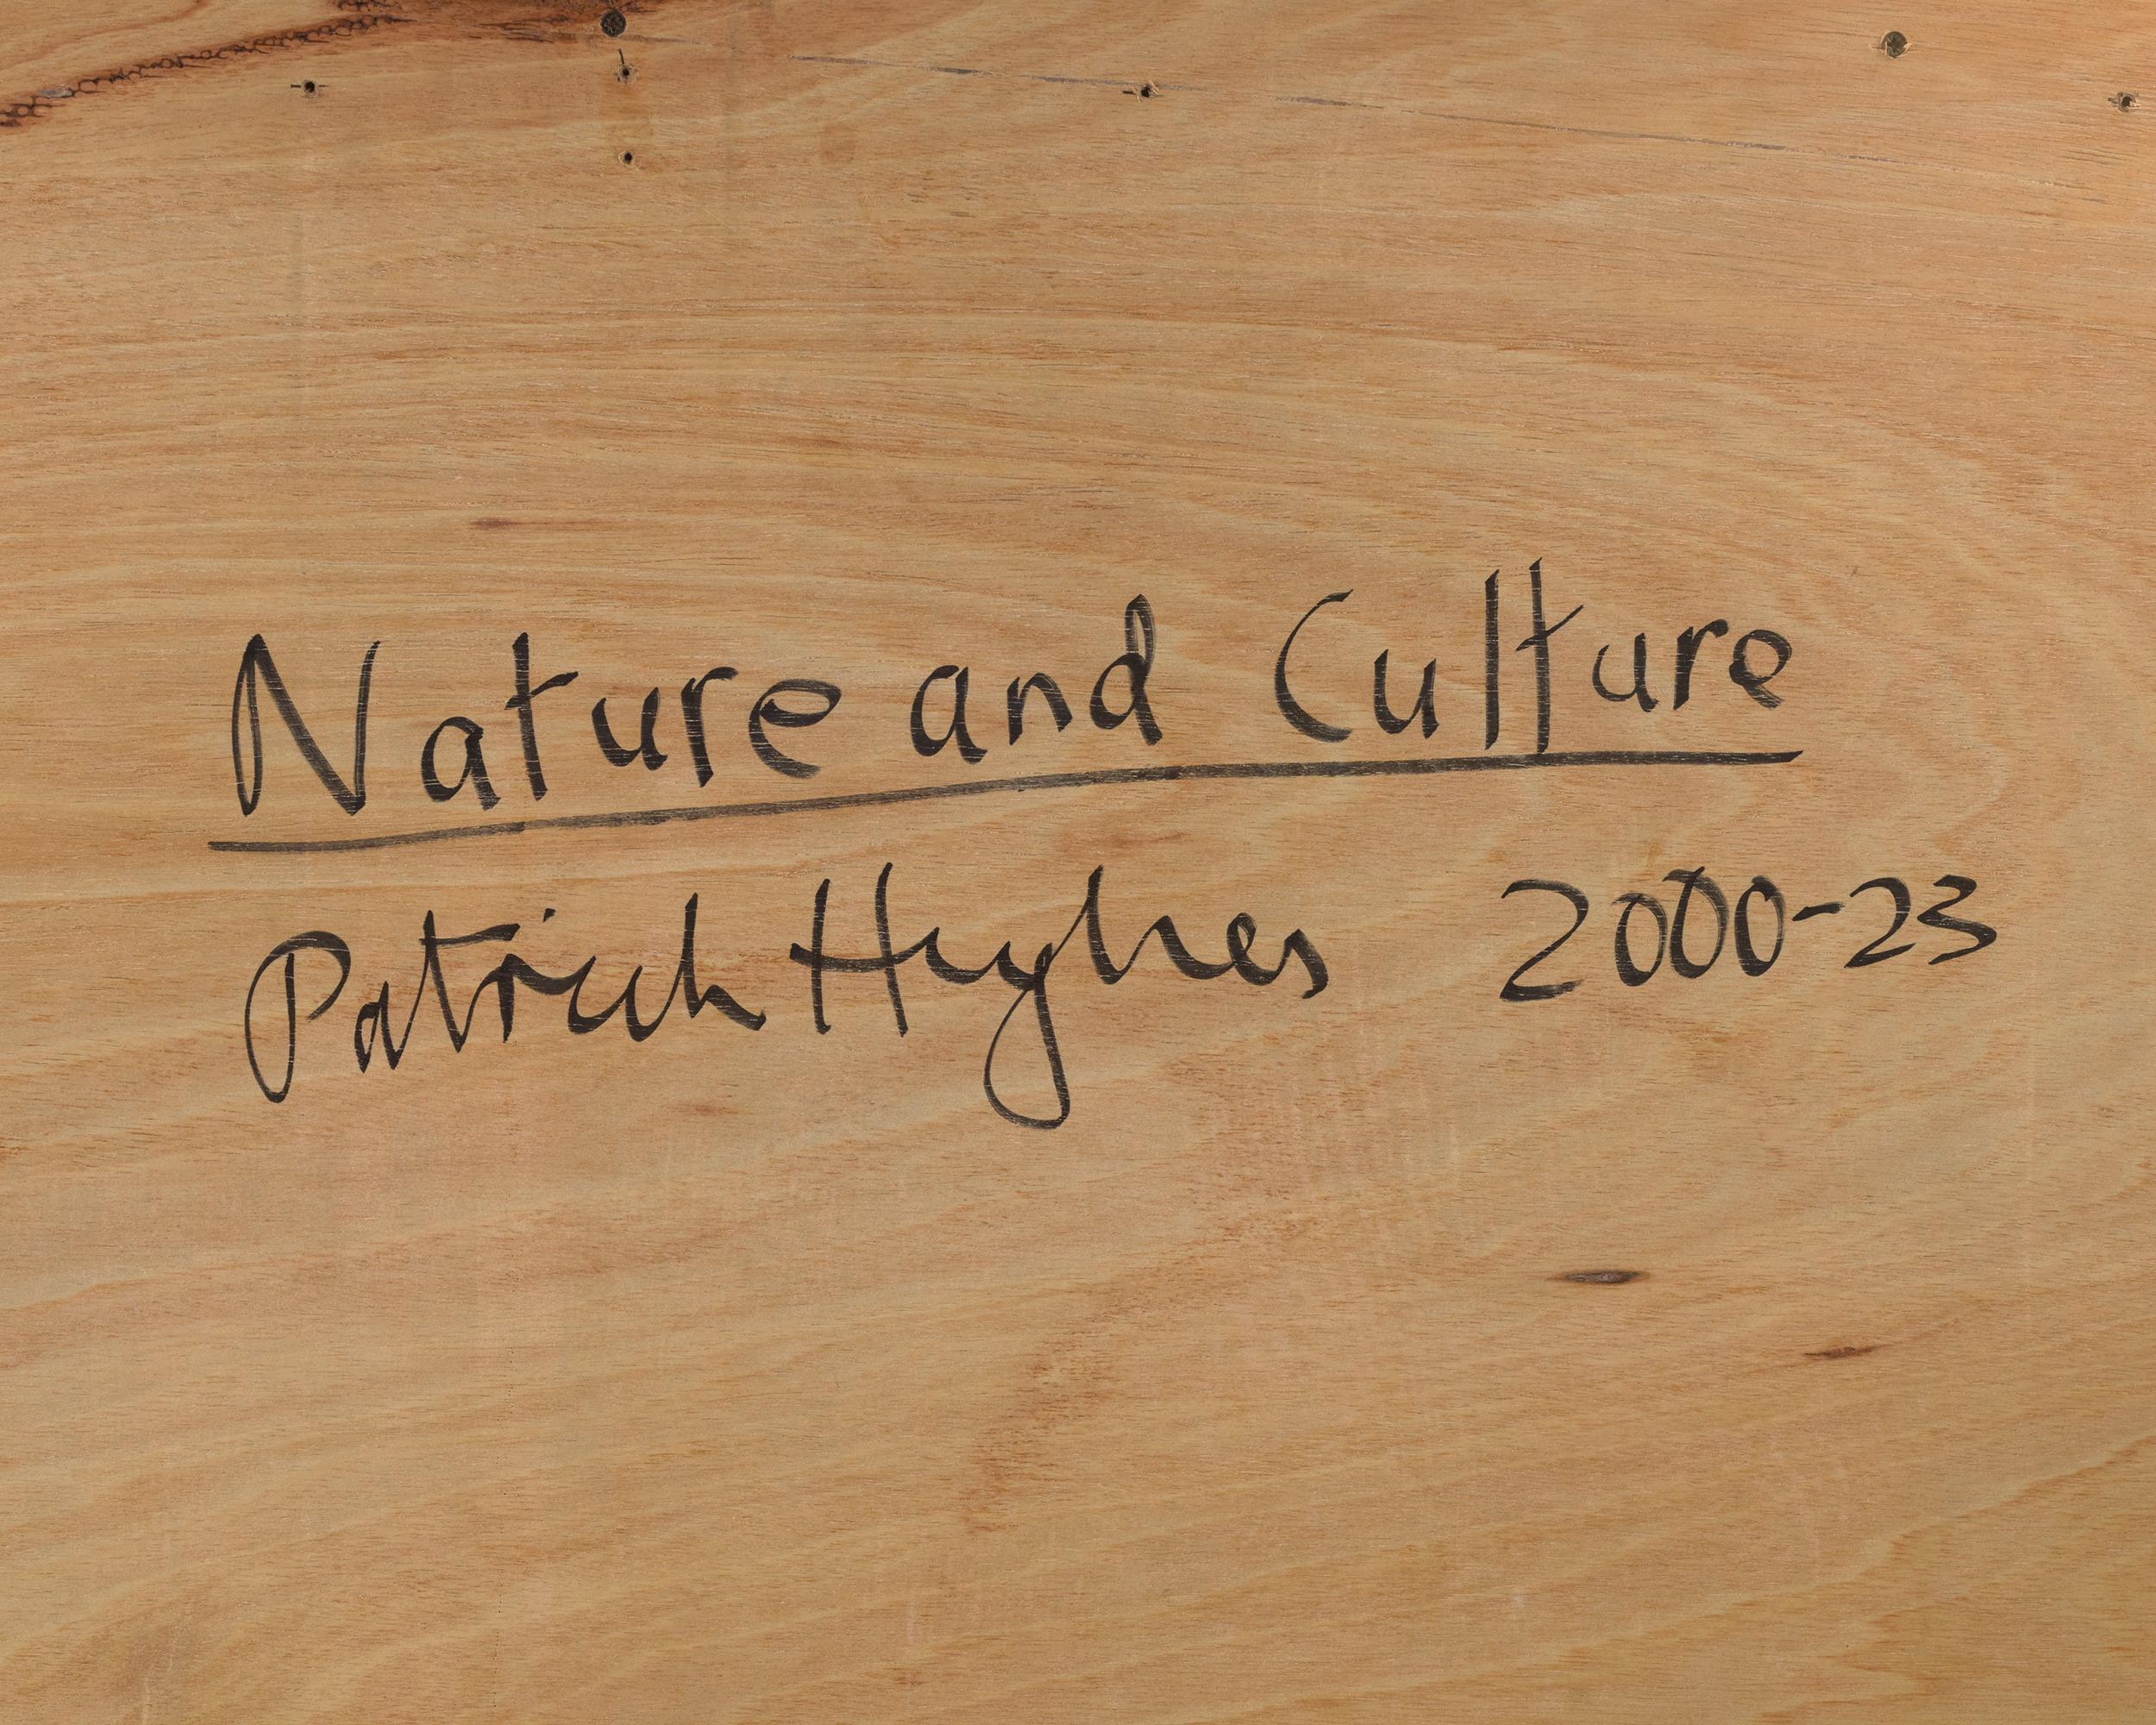 Nature and Culture
Patrick Hughes 2000-23